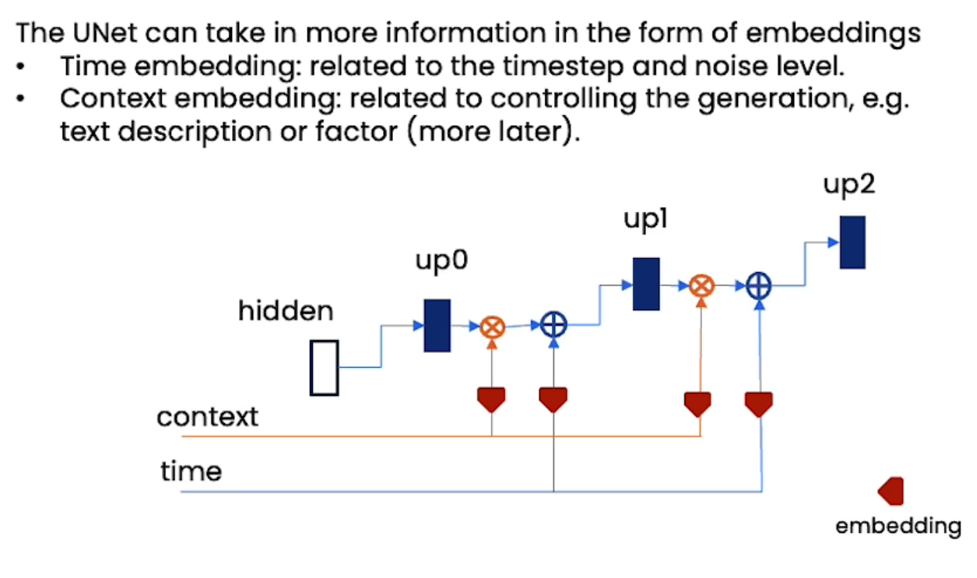 The UNet can take in more information in the form of embeddings
• Time embedding: related to the timestep and noise level.
• Context embedding: related to controlling the generation, e.g.
text description or factor (more later).
up2
up1
up0
hidden
context
time
embedding